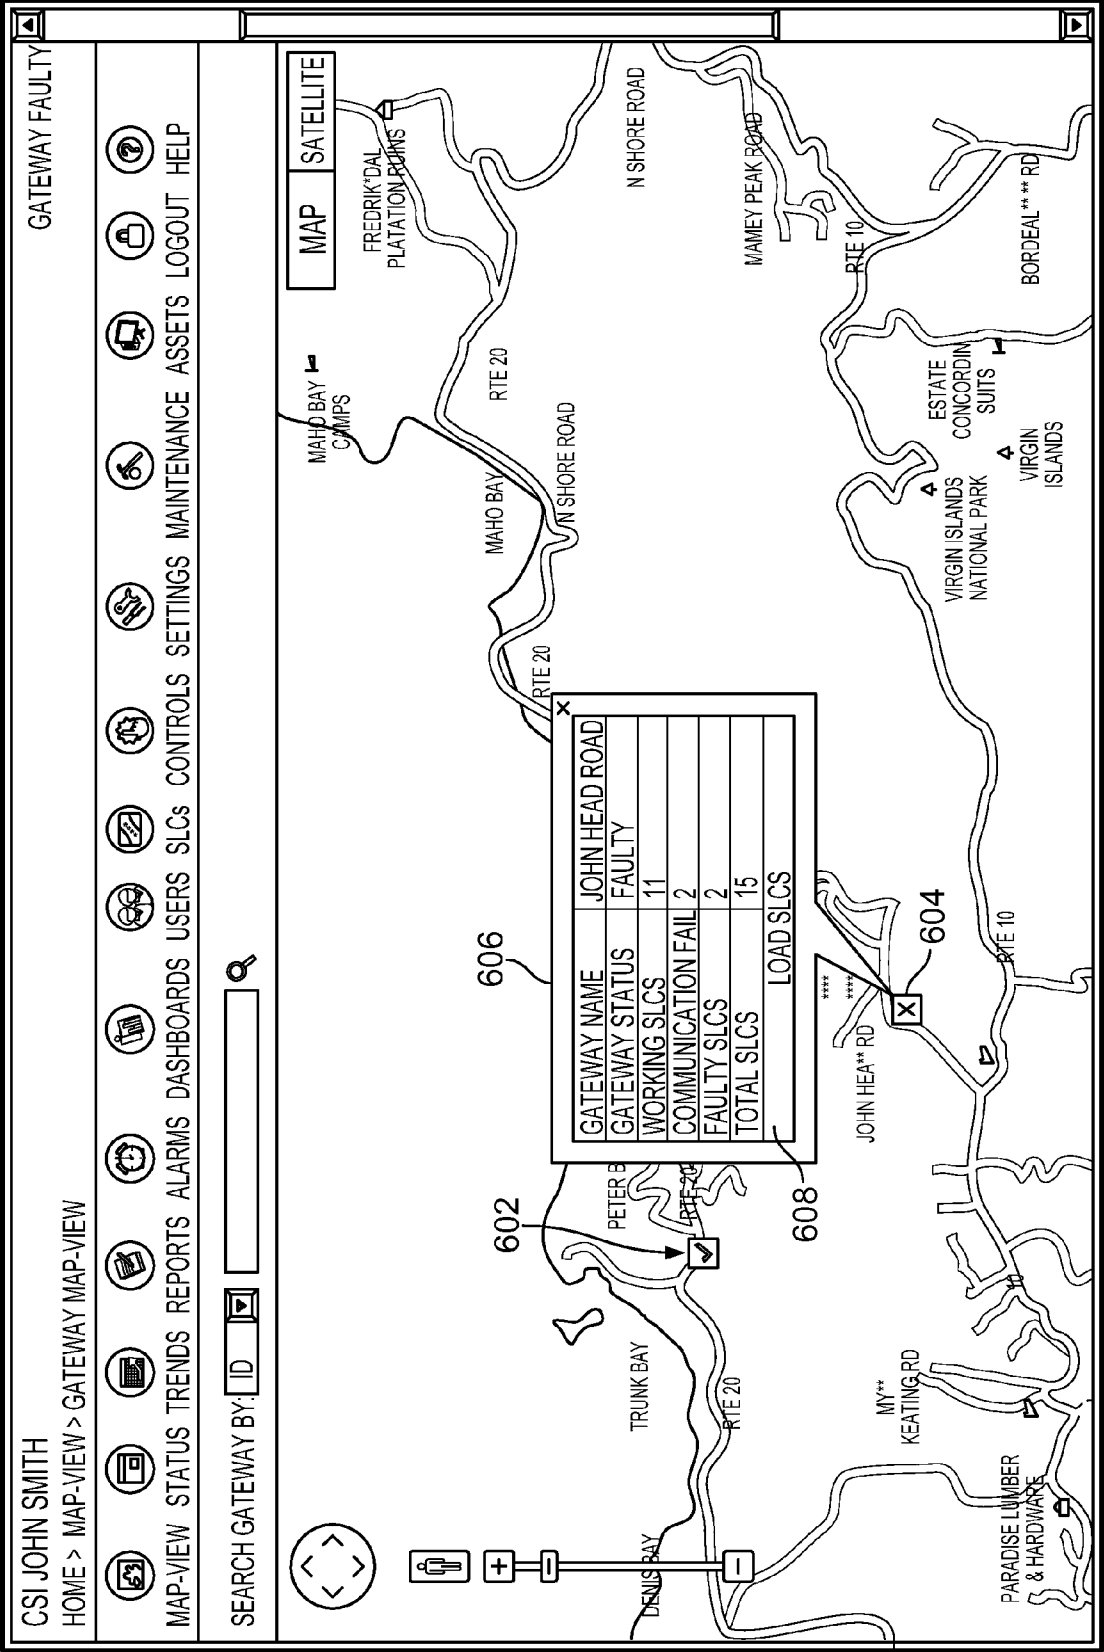 CSI JOHN SMITH
GATEWAY FAULTY
HOME > MAP-VIEW > GATEWAY MAP-VIEW
MAP-VIEW STATUS TRENDS REPORTS ALARMS DASHBOARDS USERS SLCs CONTROLS SETTINGS MAINTENANCE ASSETS LOGOUT HELP
SEARCH GATEWAY BY: ID
MAP SATELLITE
MAHO BAY
CAMPS
FREDRIK*DAL
PLATATION RUINS
MAHO BAY
RTE 20
N SHORE ROAD
RTE 20
N SHORE ROAD
606
×
GATEWAY NAME JOHN HEAD ROAD
GATEWAY STATUS FAULTY
WORKING SLCS 11
COMMUNICATION FAIL 2
FAULTY SLCS 2
TOTAL SLCS 15
LOAD SLCS
602
PETER B
RTE 20
608
TRUNK BAY
RTE 20
DENIS BAY
MAMEY PEAK ROAD
RTE 10
****
****
JOHN HEA** RD
X
604
MY**
KEATING RD
10
RTE 10
ESTATE
CONCORDIN
SUITS
VIRGIN ISLANDS
NATIONAL PARK
VIRGIN
ISLANDS
BORDEAL** ** RD
PARADISE LUMBER
& HARDWARE